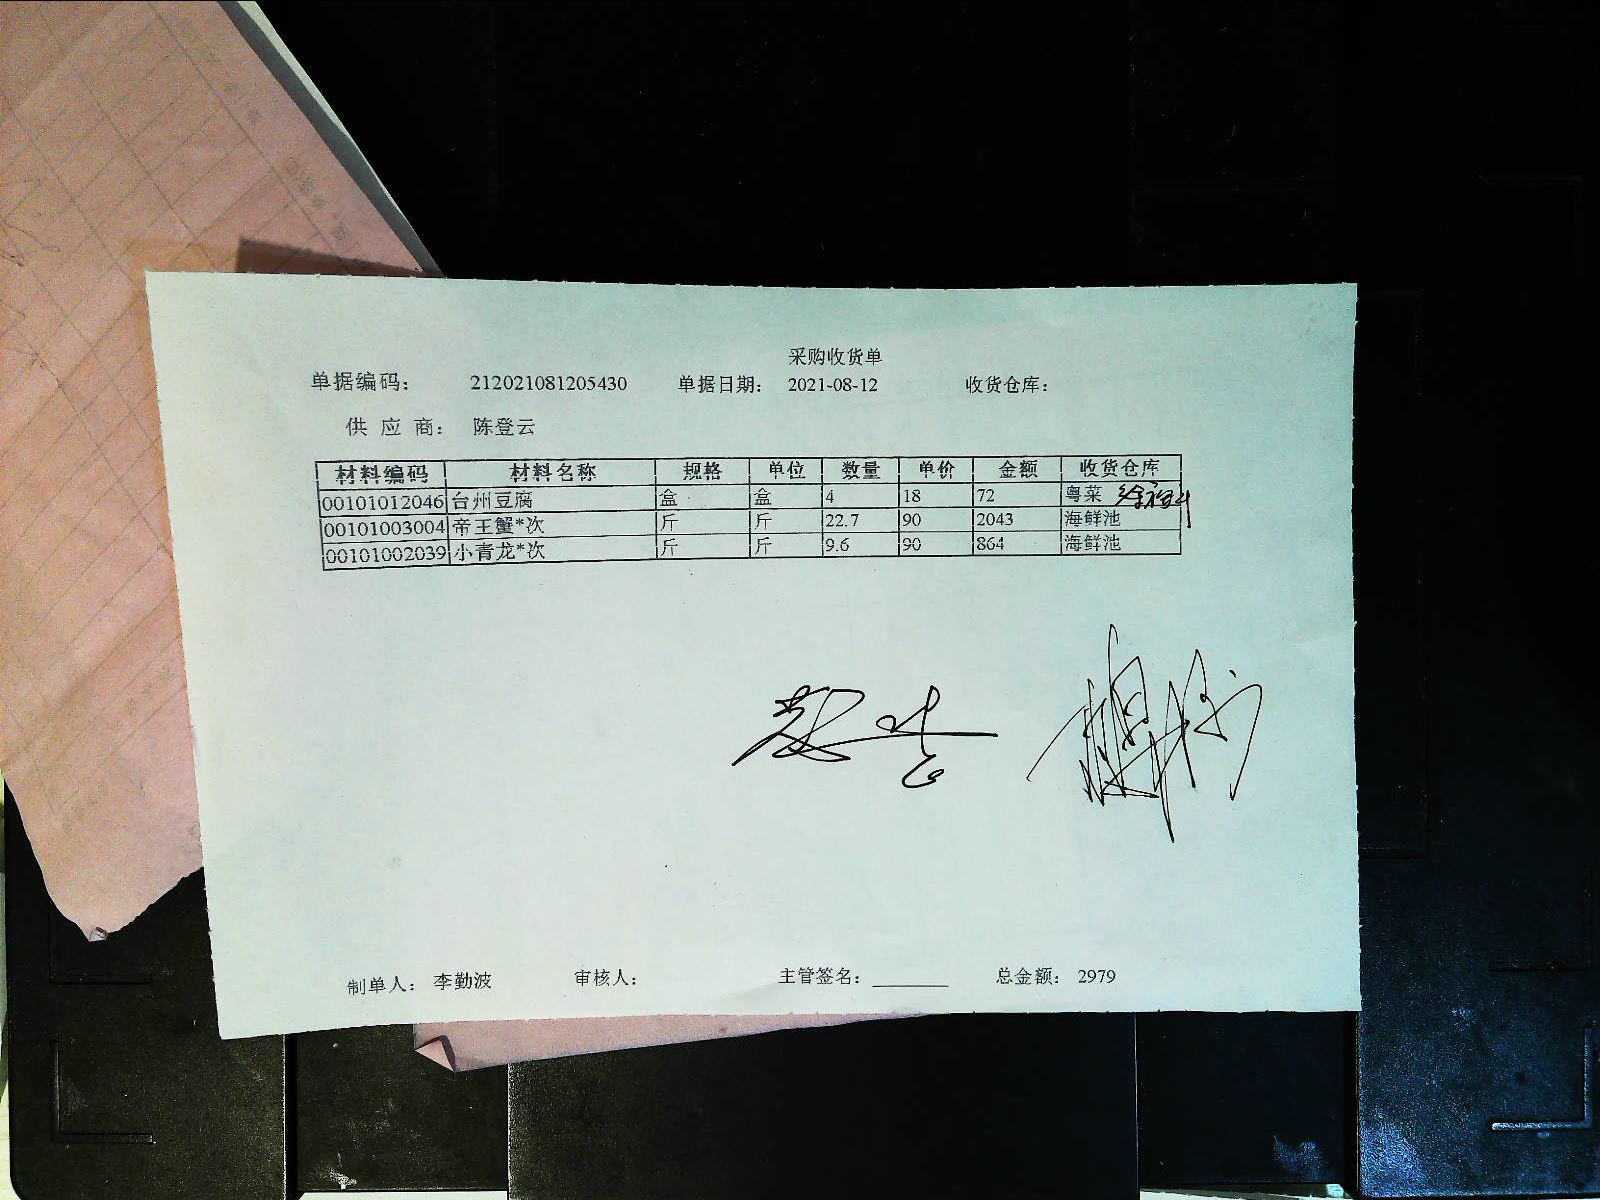 采购收货单
单据编码： 212021081205430 单据日期： 2021-08-12 收货仓库：
供 应 商： 陈登云
材料编码 材料名称 规格 单位 数量 单价 金额 收货仓库
00101012046 台州豆腐 盒 盒 4 18 72 粤菜
00101003004 帝王蟹*次 斤 斤 22.7 90 2043 海鲜池
00101002039 小青龙*次 斤 斤 9.6 90 864 海鲜池
制单人： 李勤波 审核人： 主管签名： 总金额： 2979